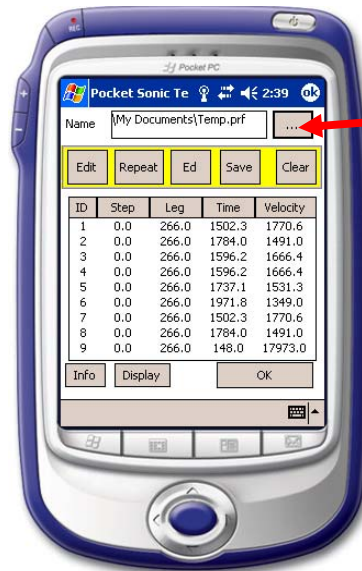 REC
Pocket PC
Pocket Sonic Te 2:39 ok
Name \My Documents\Temp.prf ...
Edit Repeat Ed Save Clear
ID Step Leg Time Velocity
1 0.0 266.0 1502.3 1770.6
2 0.0 266.0 1784.0 1491.0
3 0.0 266.0 1596.2 1666.4
4 0.0 266.0 1596.2 1666.4
5 0.0 266.0 1737.1 1531.3
6 0.0 266.0 1971.8 1349.0
7 0.0 266.0 1502.3 1770.6
8 0.0 266.0 1784.0 1491.0
9 0.0 266.0 148.0 17973.0
Info Display OK